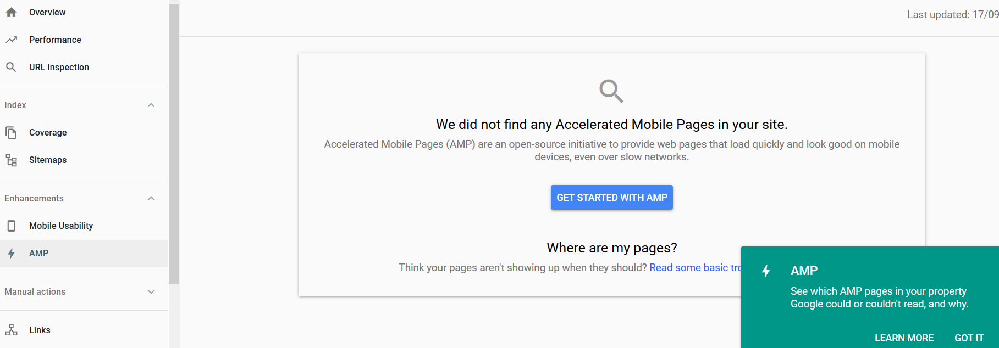 Overview
Performance
URL inspection
Index
Coverage
Sitemaps
Enhancements
Mobile Usability
AMP
Manual actions
Links
Last updated: 17/09
We did not find any Accelerated Mobile Pages in your site.
Accelerated Mobile Pages (AMP) are an open-source initiative to provide web pages that load quickly and look good on mobile
devices, even over slow networks.
GET STARTED WITH AMP
Where are my pages?
Think your pages aren't showing up when they should? Read some basic tro
AMP
See which AMP pages in your property
Google could or couldn't read, and why.
LEARN MORE GOT IT